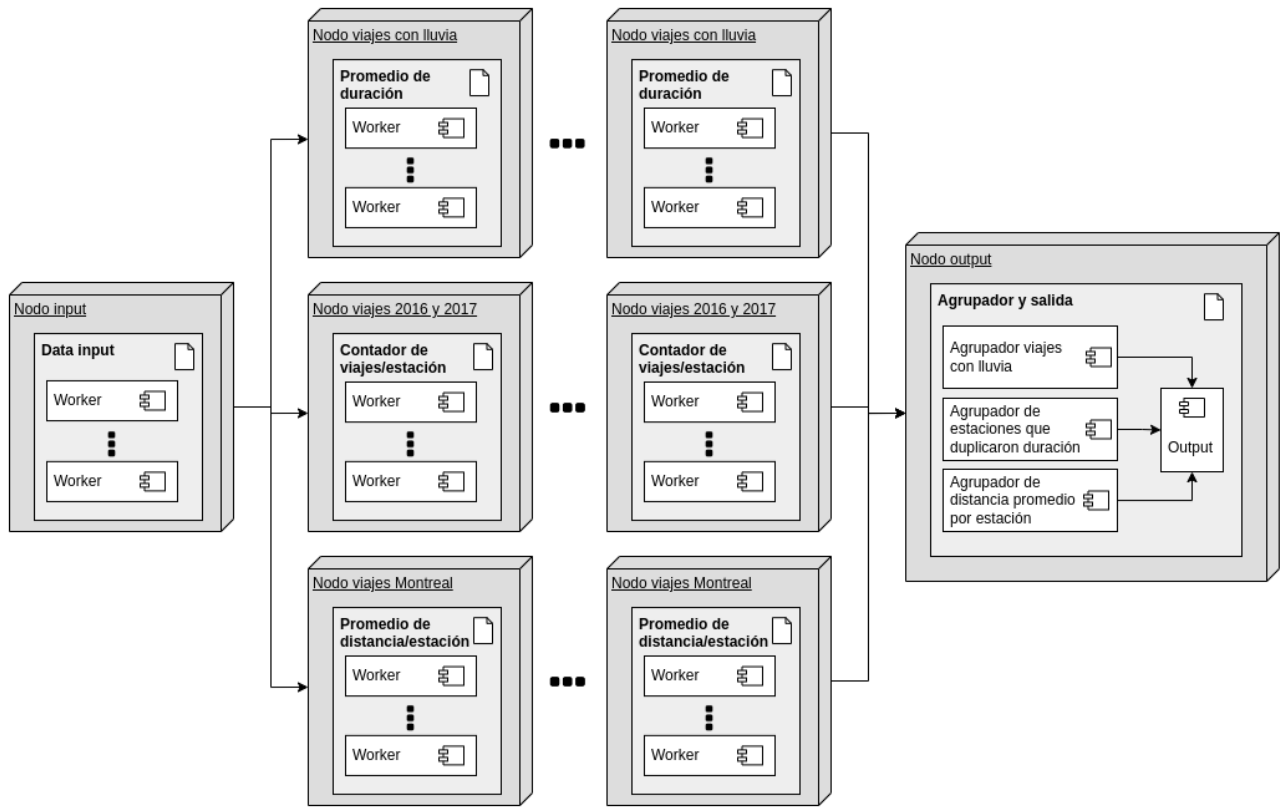 Nodo viajes con lluvia
Promedio de
duración
Worker
Worker
Nodo viajes con lluvia
Promedio de
duración
Worker
Worker
Nodo input
Data input
Worker
Worker
Nodo viajes 2016 y 2017
Contador de
viajes/estación
Worker
Worker
Nodo viajes 2016 y 2017
Contador de
viajes/estación
Worker
Worker
Nodo viajes Montreal
Promedio de
distancia/estación
Worker
Worker
Nodo viajes Montreal
Promedio de
distancia/estación
Worker
Worker
Nodo output
Agrupador y salida
Agrupador viajes
con lluvia
Agrupador de
estaciones que
duplicaron duración
Agrupador de
distancia promedio
por estación
Output